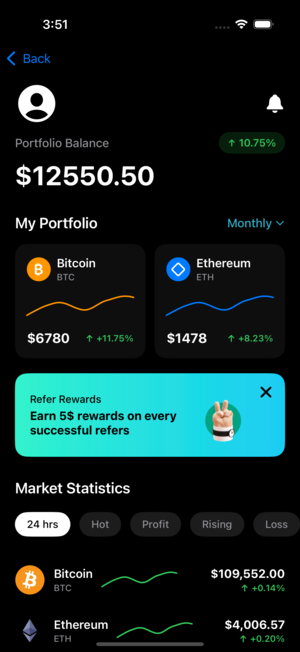 3:51
Back
Portfolio Balance
↑ 10.75%
$12550.50
My Portfolio
Monthly
Bitcoin
BTC
$6780
↑ +11.75%
Ethereum
ETH
$1478
↑ +8.23%
Refer Rewards
Earn 5$ rewards on every
successful refers
Market Statistics
24 hrs
Hot
Profit
Rising
Loss
Bitcoin
BTC
$109,552.00
↑ +0.14%
Ethereum
ETH
$4,006.57
↑ +0.20%